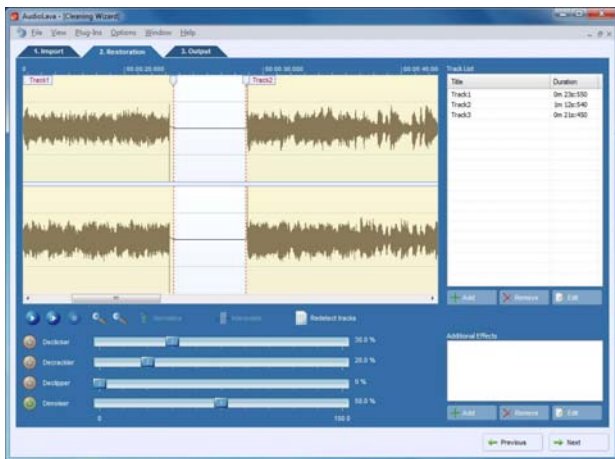 AudioLava - [Cleaning Wizard]
File View Plug-Ins Options Window Help
1. Import 2. Restoration 3. Output
Track1 Track2
Track List
Title Duration
Track1 0m 23s:550
Track2 1m 12s:540
Track3 0m 21s:450
Add Remove Edit
Redetect tracks
Declicker 30.0 %
Decrackler 20.0 %
Declipper 0 %
Denoiser 50.0 %
0 100.0
Additional Effects
Add Remove Edit
Previous Next